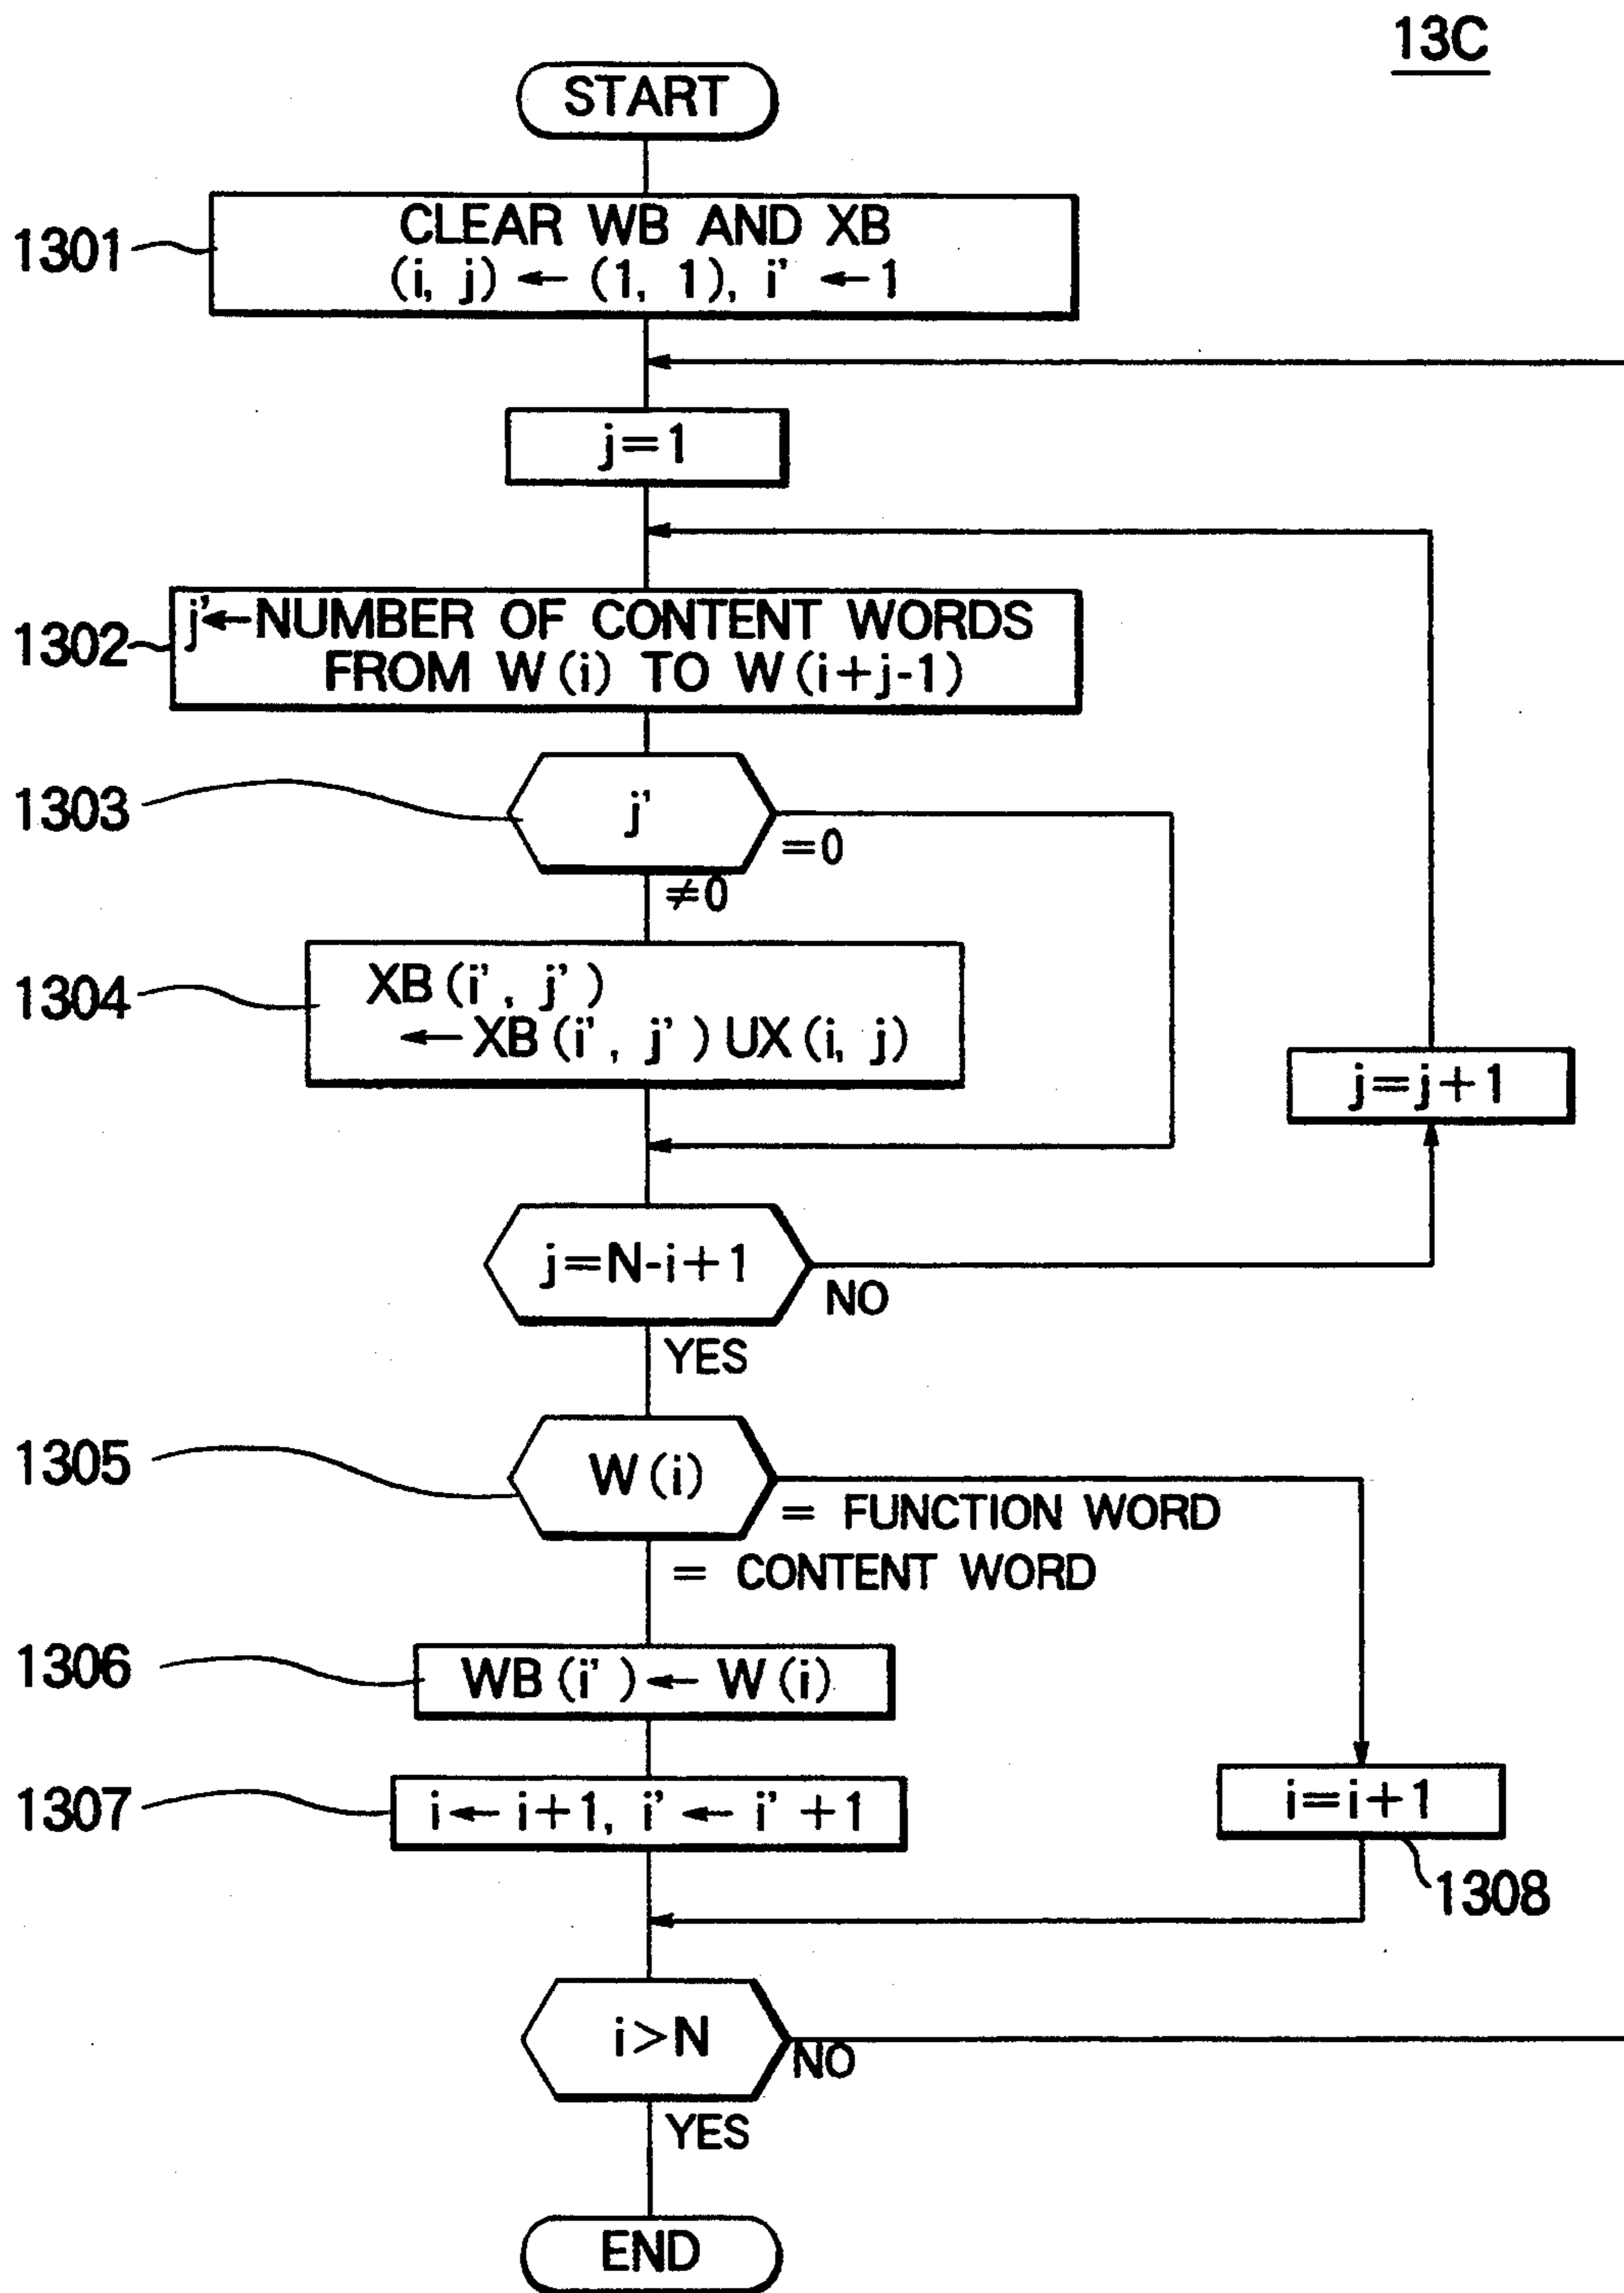 13C
START
1301
CLEAR WB AND XB
(i, j) ← (1, 1), i' ← 1
j=1
1302
j'←NUMBER OF CONTENT WORDS
FROM W(i) TO W(i+j-1)
1303
j'
=0
≠0
1304
XB(i', j')
←XB(i', j')UX(i, j)
j=j+1
j=N-i+1
NO
YES
1305
W(i)
= FUNCTION WORD
= CONTENT WORD
1306
WB(i')← W(i)
1307
i← i+1, i'← i'+1
i=i+1
1308
i>N
NO
YES
END